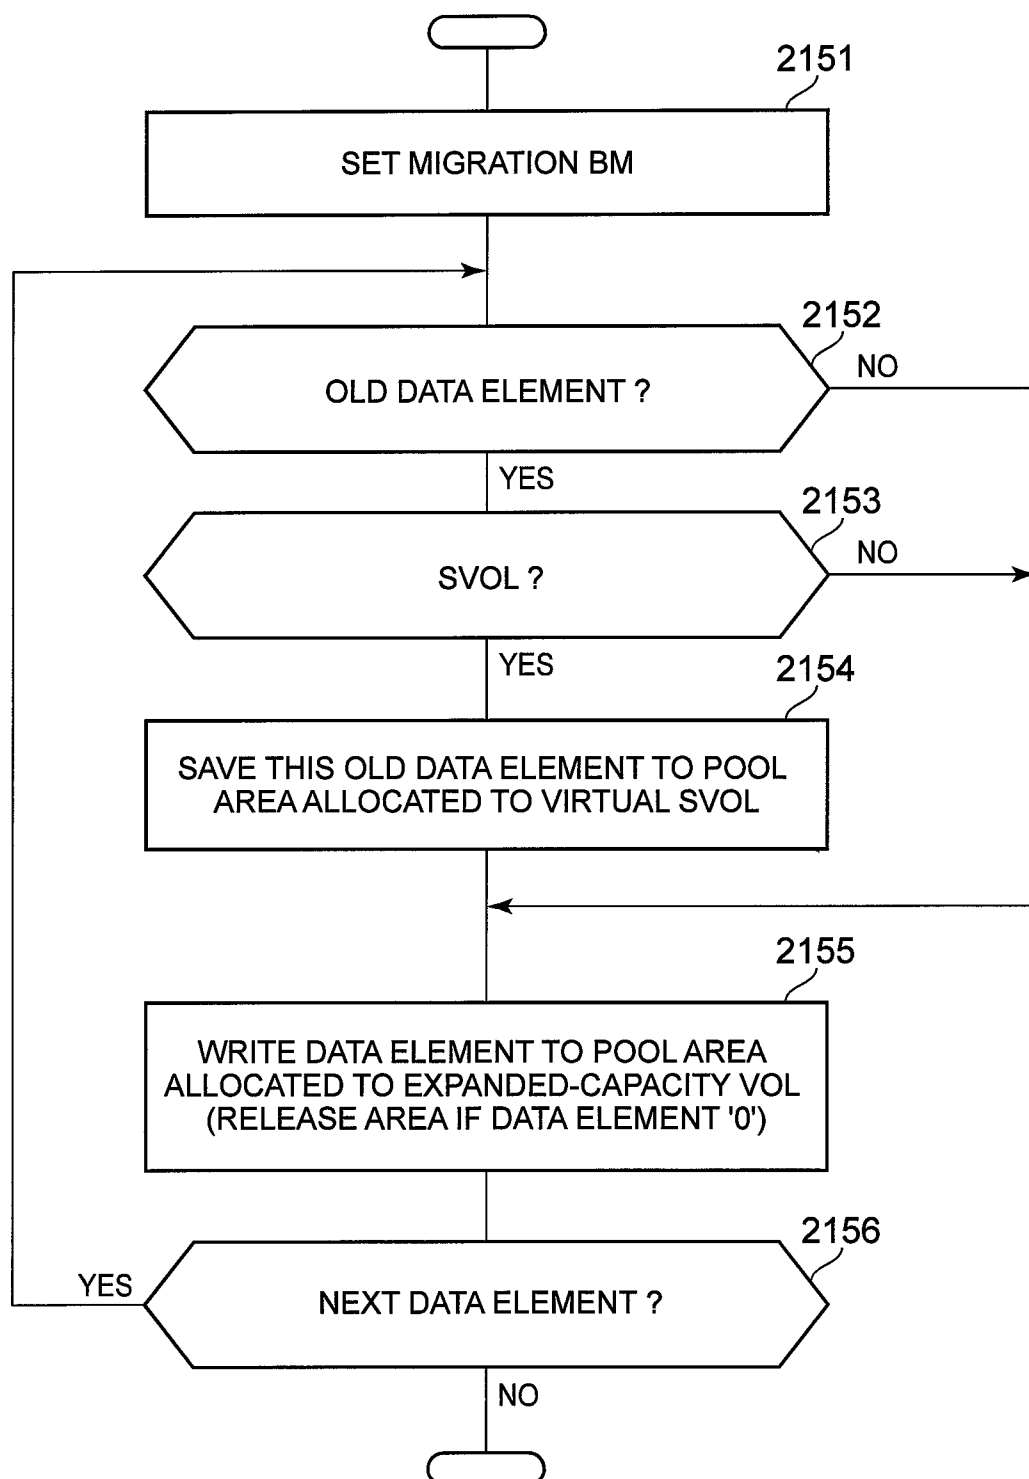 2151
SET MIGRATION BM
2152
OLD DATA ELEMENT ?
NO
YES
2153
SVOL ?
NO
YES
2154
SAVE THIS OLD DATA ELEMENT TO POOL
AREA ALLOCATED TO VIRTUAL SVOL
2155
WRITE DATA ELEMENT TO POOL AREA
ALLOCATED TO EXPANDED-CAPACITY VOL
(RELEASE AREA IF DATA ELEMENT '0')
2156
YES
NEXT DATA ELEMENT ?
NO